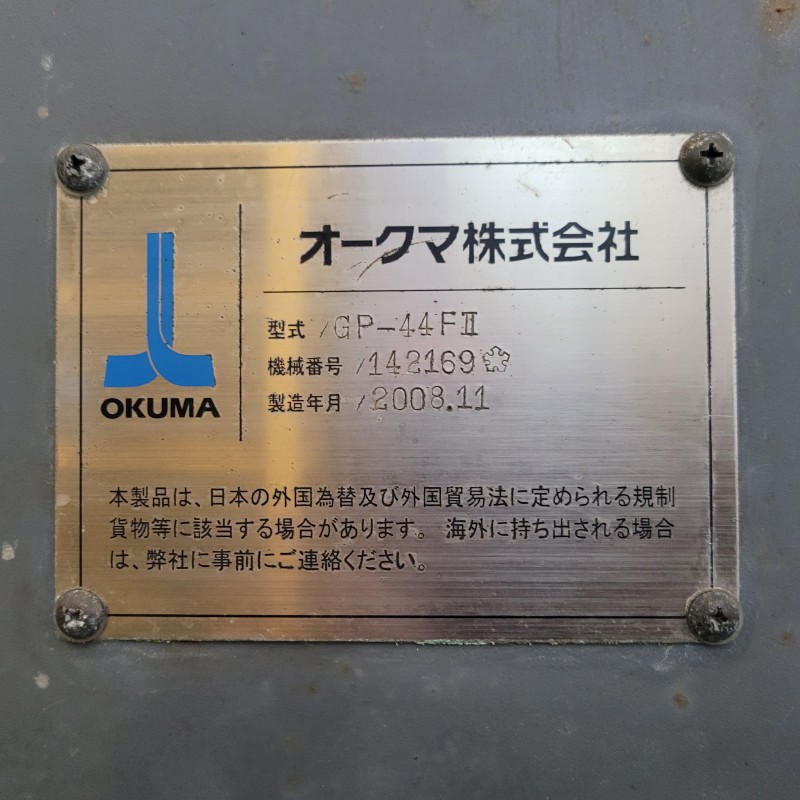 オークマ株式会社
OKUMA
型式 /GP-44FⅡ
機械番号 /142169
製造年月 /2008.11
本製品は、日本の外国為替及び外国貿易法に定められる規制
貨物等に該当する場合があります。 海外に持ち出される場合
は、弊社に事前にご連絡ください。